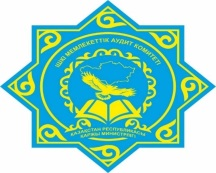 ІШКІ МЕМЛЕКЕТТІК АУДИТ КОМИТЕТІ
ҚАЗАҚСТАН РЕСПУБЛИКАСЫ
ҚАРЖЫ МИНИСТРЛІГІ